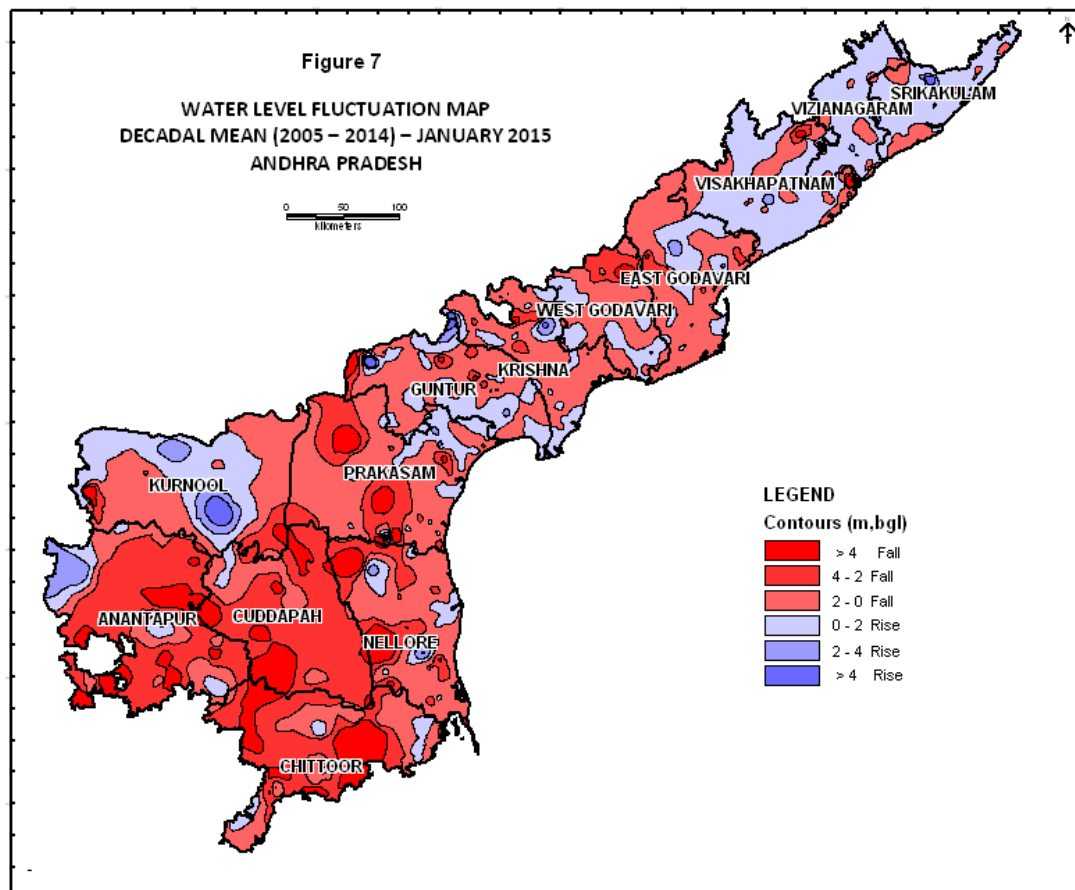 N
Figure 7
WATER LEVEL FLUCTUATION MAP
DECADAL MEAN (2005 – 2014) – JANUARY 2015
ANDHRA PRADESH
0 50 100
kilometers
SRIKAKULAM
VIZIANAGARAM
VISAKHAPATNAM
EAST GODAVARI
WEST GODAVARI
KRISHNA
GUNTUR
PRAKASAM
KURNOOL
ANANTAPUR
CUDDAPAH
NELLORE
CHITTOOR
LEGEND
Contours (m,bgl)
> 4 Fall
4 - 2 Fall
2 - 0 Fall
0 - 2 Rise
2 - 4 Rise
> 4 Rise